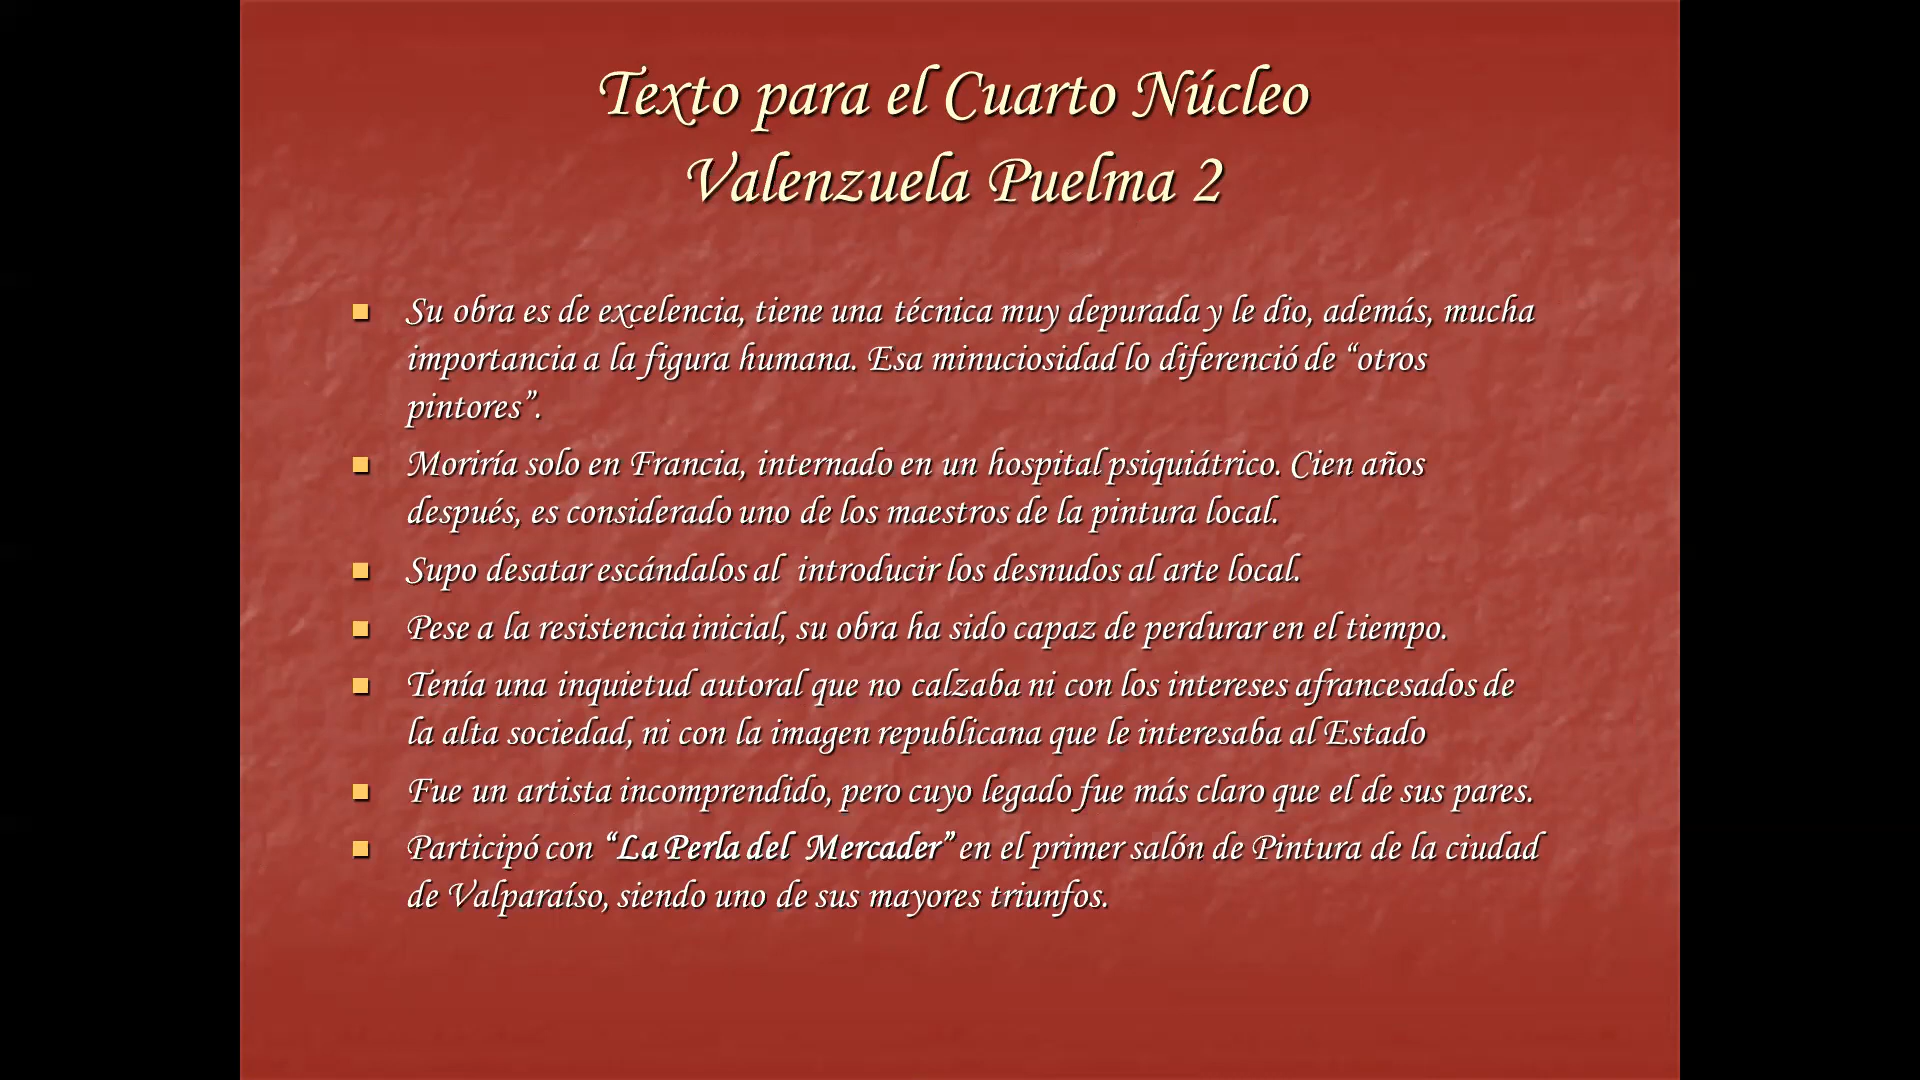 Texto para el Cuarto Núcleo
Valenzuela Puelma 2
Su obra es de excelencia, tiene una técnica muy depurada y le dio, además, mucha
importancia a la figura humana. Esa minuciosidad lo diferenció de “otros
pintores”.
Moriría solo en Francia, internado en un hospital psiquiátrico. Cien años
después, es considerado uno de los maestros de la pintura local.
Supo desatar escándalos al introducir los desnudos al arte local.
Pese a la resistencia inicial, su obra ha sido capaz de perdurar en el tiempo.
Tenía una inquietud autoral que no calzaba ni con los intereses afrancesados de
la alta sociedad, ni con la imagen republicana que le interesaba al Estado
Fue un artista incomprendido, pero cuyo legado fue más claro que el de sus pares.
Participó con “La Perla del Mercader” en el primer salón de Pintura de la ciudad
de Valparaíso, siendo uno de sus mayores triunfos.